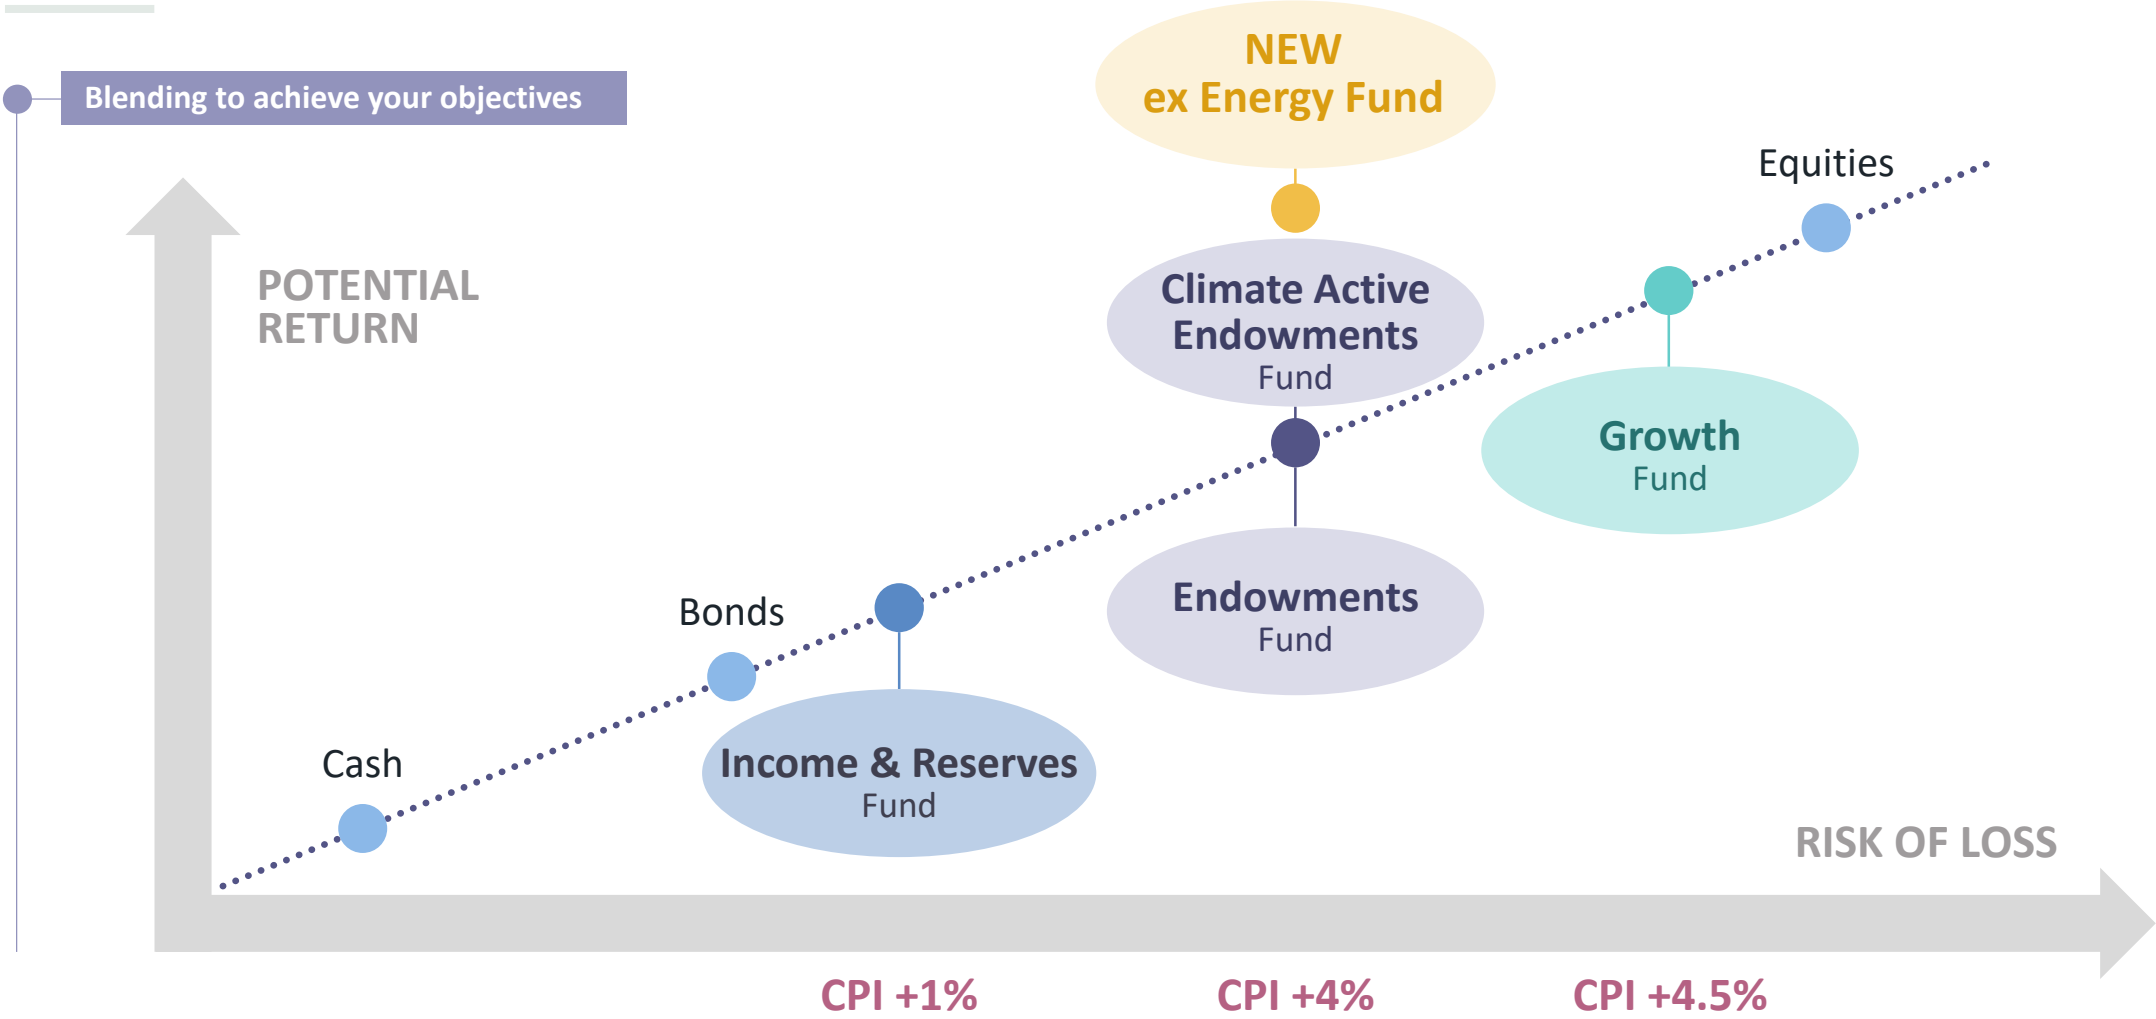 Blending to achieve your objectives
NEW
ex Energy Fund
Equities
POTENTIAL
RETURN
Climate Active
Endowments
Fund
Growth
Fund
Bonds
Endowments
Fund
Cash
Income & Reserves
Fund
RISK OF LOSS
CPI +1%
CPI +4%
CPI +4.5%